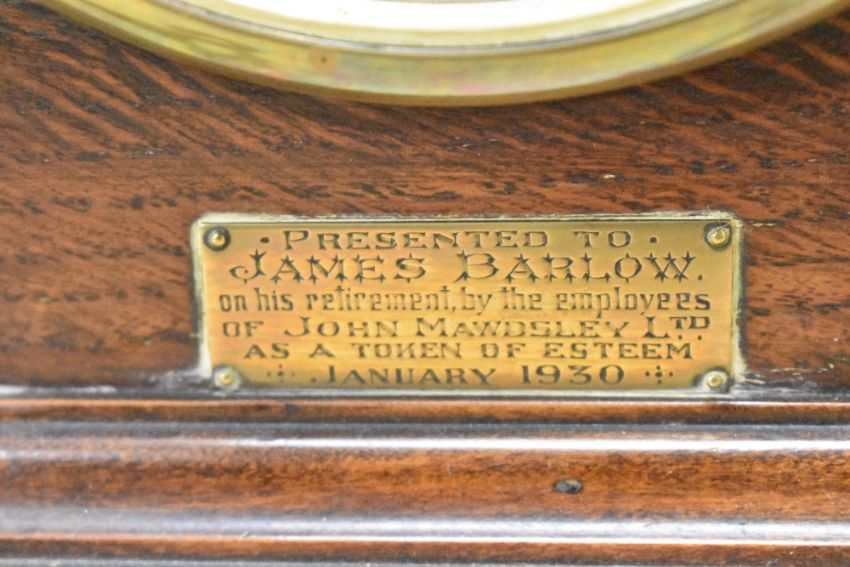 · PRESENTED TO ·
JAMES BARLOW.
on his retirement, by the employees
OF JOHN MAWDSLEY LTD
AS A TOKEN OF ESTEEM
JANUARY 1930